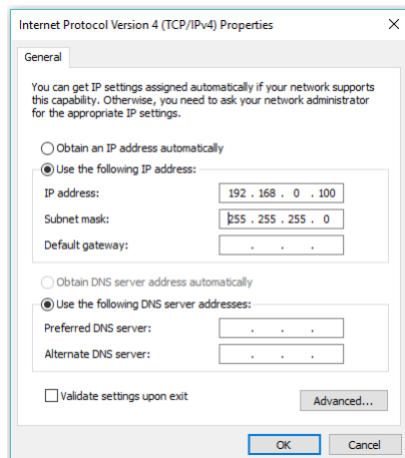 Internet Protocol Version 4 (TCP/IPv4) Properties
General
You can get IP settings assigned automatically if your network supports
this capability. Otherwise, you need to ask your network administrator
for the appropriate IP settings.
Obtain an IP address automatically
Use the following IP address:
IP address: 192 . 168 . 0 . 100
Subnet mask: 255 . 255 . 255 . 0
Default gateway: . . .
Obtain DNS server address automatically
Use the following DNS server addresses:
Preferred DNS server: . . .
Alternate DNS server: . . .
Validate settings upon exit
Advanced...
OK Cancel